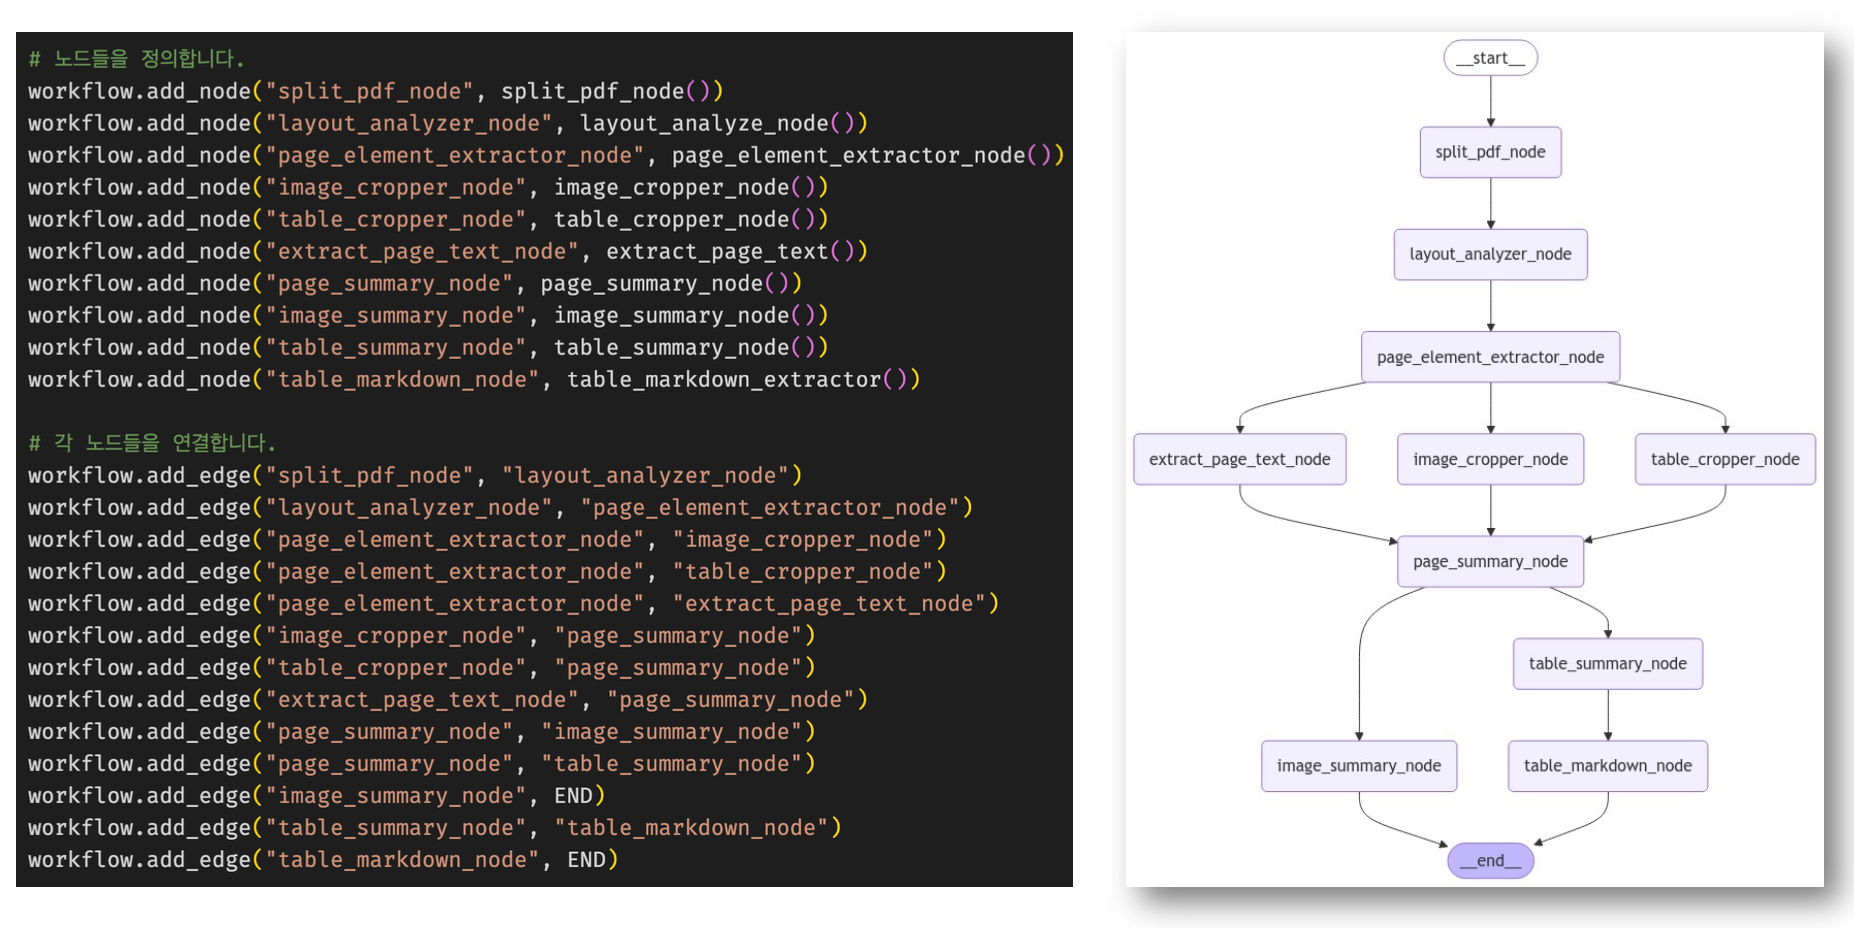 # 노드들을 정의합니다.
workflow.add_node("split_pdf_node", split_pdf_node())
workflow.add_node("layout_analyzer_node", layout_analyze_node())
workflow.add_node("page_element_extractor_node", page_element_extractor_node())
workflow.add_node("image_cropper_node", image_cropper_node())
workflow.add_node("table_cropper_node", table_cropper_node())
workflow.add_node("extract_page_text_node", extract_page_text())
workflow.add_node("page_summary_node", page_summary_node())
workflow.add_node("image_summary_node", image_summary_node())
workflow.add_node("table_summary_node", table_summary_node())
workflow.add_node("table_markdown_node", table_markdown_extractor())
# 각 노드들을 연결합니다.
workflow.add_edge("split_pdf_node", "layout_analyzer_node")
workflow.add_edge("layout_analyzer_node", "page_element_extractor_node")
workflow.add_edge("page_element_extractor_node", "image_cropper_node")
workflow.add_edge("page_element_extractor_node", "table_cropper_node")
workflow.add_edge("page_element_extractor_node", "extract_page_text_node")
workflow.add_edge("image_cropper_node", "page_summary_node")
workflow.add_edge("table_cropper_node", "page_summary_node")
workflow.add_edge("extract_page_text_node", "page_summary_node")
workflow.add_edge("page_summary_node", "image_summary_node")
workflow.add_edge("page_summary_node", "table_summary_node")
workflow.add_edge("image_summary_node", END)
workflow.add_edge("table_summary_node", "table_markdown_node")
workflow.add_edge("table_markdown_node", END)
__start__
split_pdf_node
layout_analyzer_node
page_element_extractor_node
extract_page_text_node
image_cropper_node
table_cropper_node
page_summary_node
table_summary_node
image_summary_node
table_markdown_node
__end__